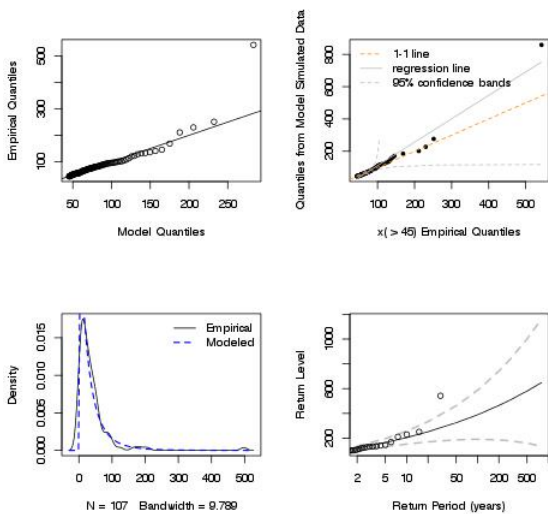 Empirical Quantiles
500
300
100
50
100
150
200
250
Model Quantiles
Quantiles from Model Simulated Data
800
600
400
200
1-1 line
regression line
95% confidence bands
100
200
300
400
500
x( > 45) Empirical Quantiles
Density
0.015
0.010
0.005
0.000
Empirical
Modeled
0
100
200
300
400
500
N = 107 Bandwidth = 9.789
Return Level
1000
600
200
2
5
10
50
100
200
500
Return Period (years)